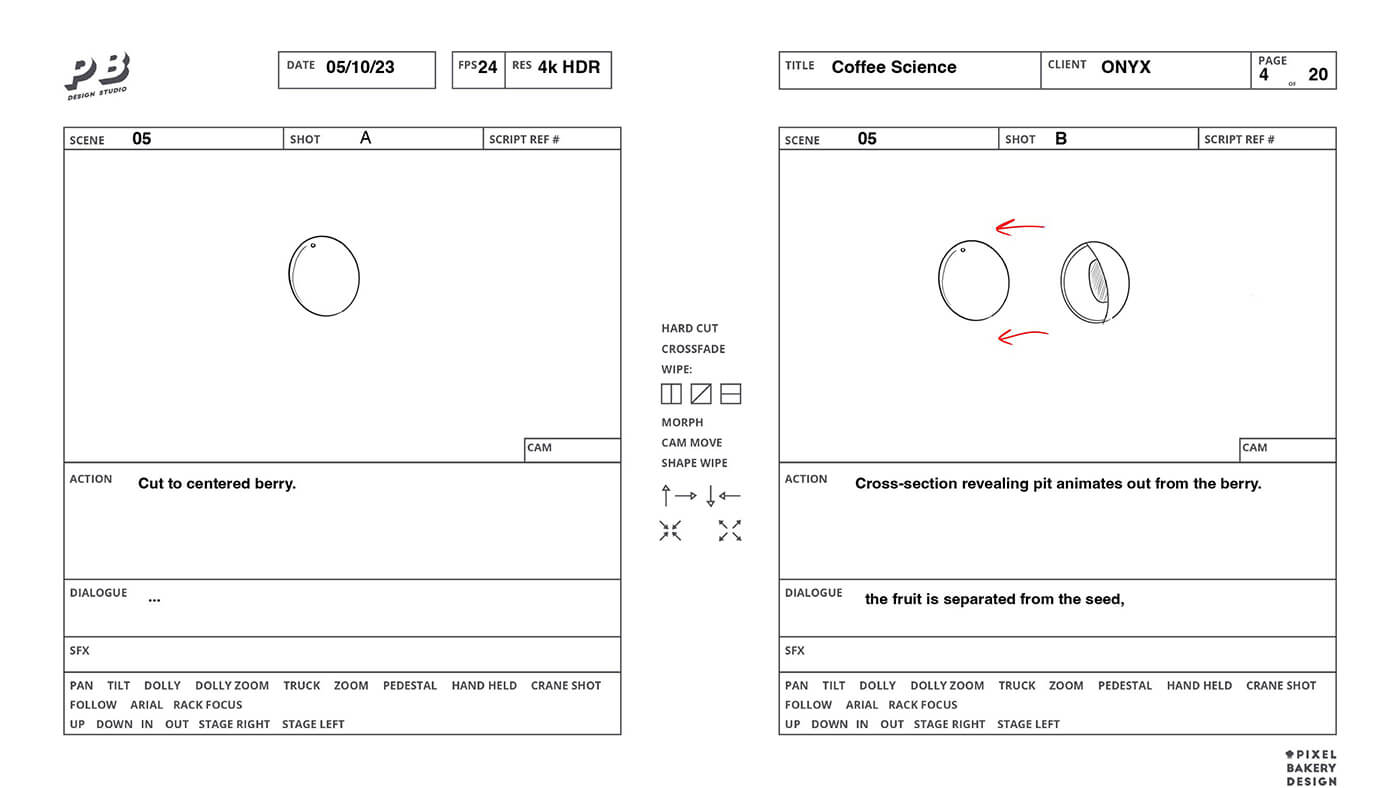 PB
DESIGN STUDIO
DATE 05/10/23
FPS 24 RES 4k HDR
TITLE Coffee Science CLIENT ONYX PAGE 4 OF 20
SCENE 05 SHOT A SCRIPT REF #
CAM
ACTION Cut to centered berry.
DIALOGUE ...
SFX
PAN TILT DOLLY DOLLY ZOOM TRUCK ZOOM PEDESTAL HAND HELD CRANE SHOT
FOLLOW ARIAL RACK FOCUS
UP DOWN IN OUT STAGE RIGHT STAGE LEFT
HARD CUT
CROSSFADE
WIPE:
MORPH
CAM MOVE
SHAPE WIPE
SCENE 05 SHOT B SCRIPT REF #
CAM
ACTION Cross-section revealing pit animates out from the berry.
DIALOGUE the fruit is separated from the seed,
SFX
PAN TILT DOLLY DOLLY ZOOM TRUCK ZOOM PEDESTAL HAND HELD CRANE SHOT
FOLLOW ARIAL RACK FOCUS
UP DOWN IN OUT STAGE RIGHT STAGE LEFT
PIXEL
BAKERY
DESIGN